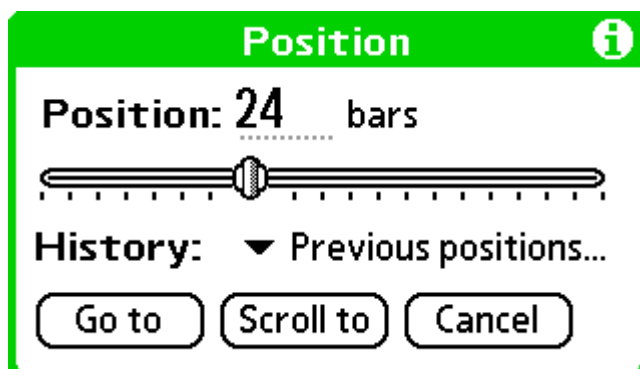 Position
Position: 24 bars
History: Previous positions...
Go to Scroll to Cancel